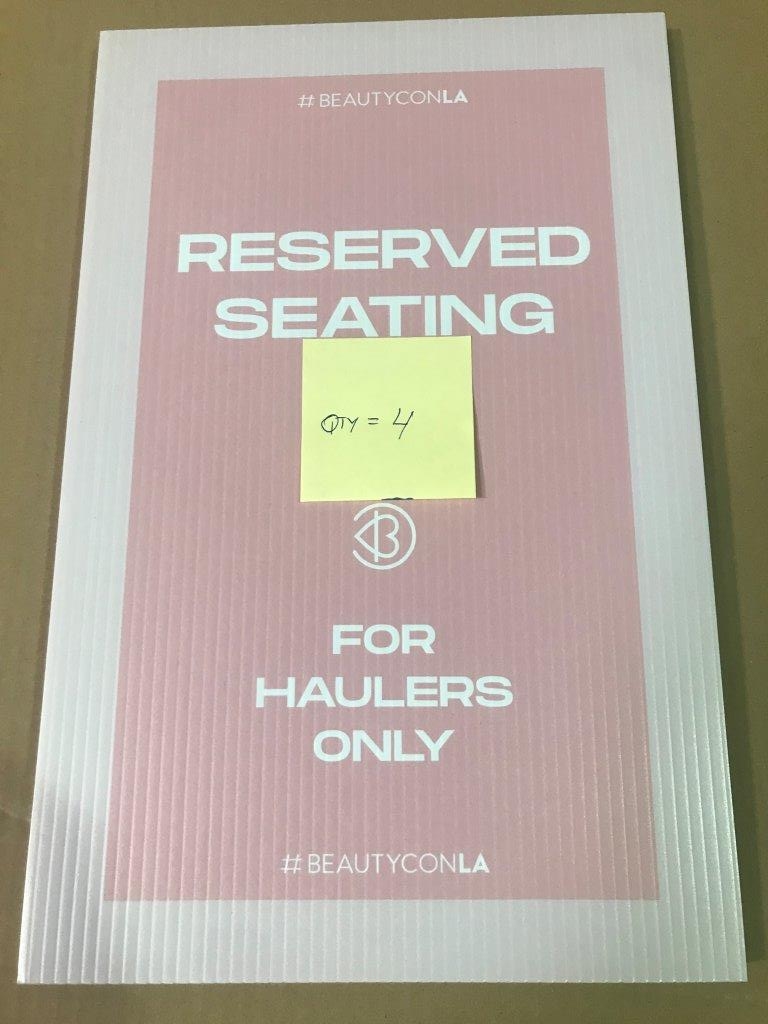 #BEAUTYCONLA
RESERVED
SEATING
QTY = 4
B
FOR
HAULERS
ONLY
#BEAUTYCONLA